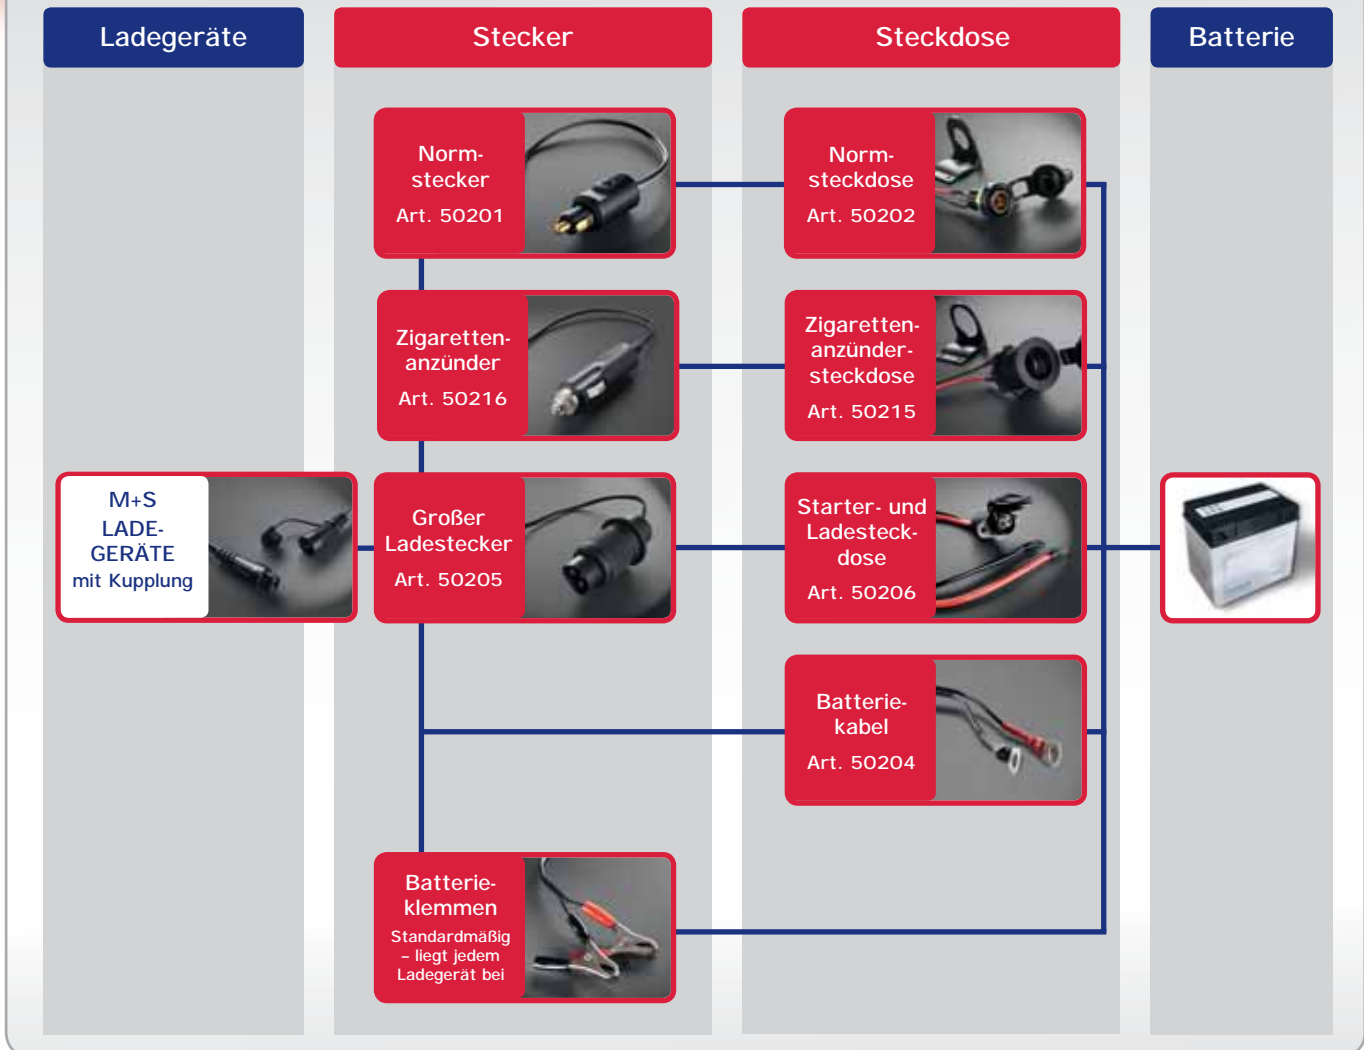 Ladegeräte
Stecker
Steckdose
Batterie
Norm-
stecker
Art. 50201
Norm-
steckdose
Art. 50202
Zigaretten-
anzünder
Art. 50216
Zigaretten-
anzünder-
steckdose
Art. 50215
M+S
LADE-
GERÄTE
mit Kupplung
Großer
Ladestecker
Art. 50205
Starter- und
Ladesteck-
dose
Art. 50206
Batterie-
kabel
Art. 50204
Batterie-
klemmen
Standardmäßig
– liegt jedem
Ladegerät bei